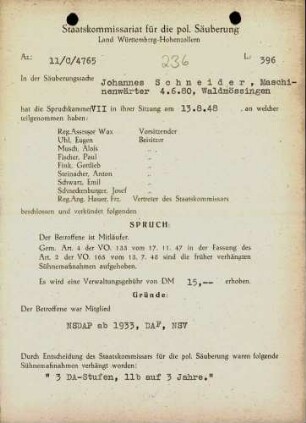 Staatskommissariat für die pol. Säuberung
Land Württemberg-Hohenzollern
Az.: 11/C/4765 236 L: 396
In der Säuberungssache Johannes Schneider, Maschi-
nenwärter 4.6.80, Waldmössingen
hat die Spruchkammer VII in ihrer Sitzung am 13.8.48 an welcher
teilgenommen haben:
Reg.Assessor Wax Vorsitzender
Uhl, Eugen Beisitzer
Musch, Alois "
Fischer, Paul "
Fink, Gottlieb "
Steinacher, Anton "
Schwarz, Emil "
Schneckenburger, Josef "
Reg.Ang. Hauer, Frz. Vertreter des Staatskommissars
beschlossen und verkündet folgenden
SPRUCH:
Der Betroffene ist Mitläufer.
Gem. Art. 4 der VO. 133 vom 17. 11. 47 in der Fassung des
Art. 2 der VO. 165 vom 13. 7. 48 sind die früher verhängten
Sühnemaßnahmen aufgehoben.
Es wird eine Verwaltungsgebühr von DM 15,-- erhoben.
Gründe:
Der Betroffene war Mitglied
NSDAP ab 1933, DAF, NSV
Durch Entscheidung des Staatskommissars für die pol. Säuberung waren folgende
Sühnemaßnahmen verhängt worden:
" 3 DA-Stufen, 11b auf 3 Jahre. "